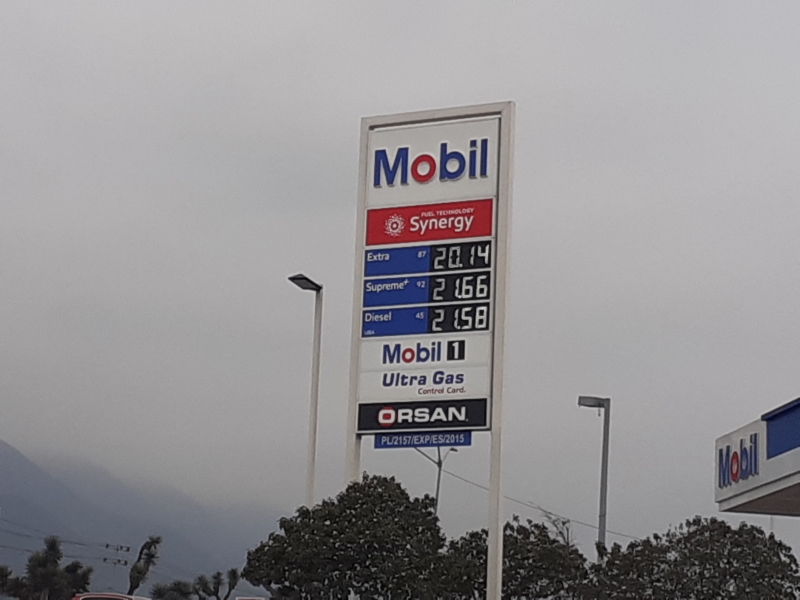 Mobil
FUEL TECHNOLOGY
Synergy
Extra 87 20.14
Supreme+ 92 21.66
Diesel 45 21.58
USA
Mobil 1
Ultra Gas
Control Card.
ORSAN
PL/2157/EXP/ES/2015
Mobil